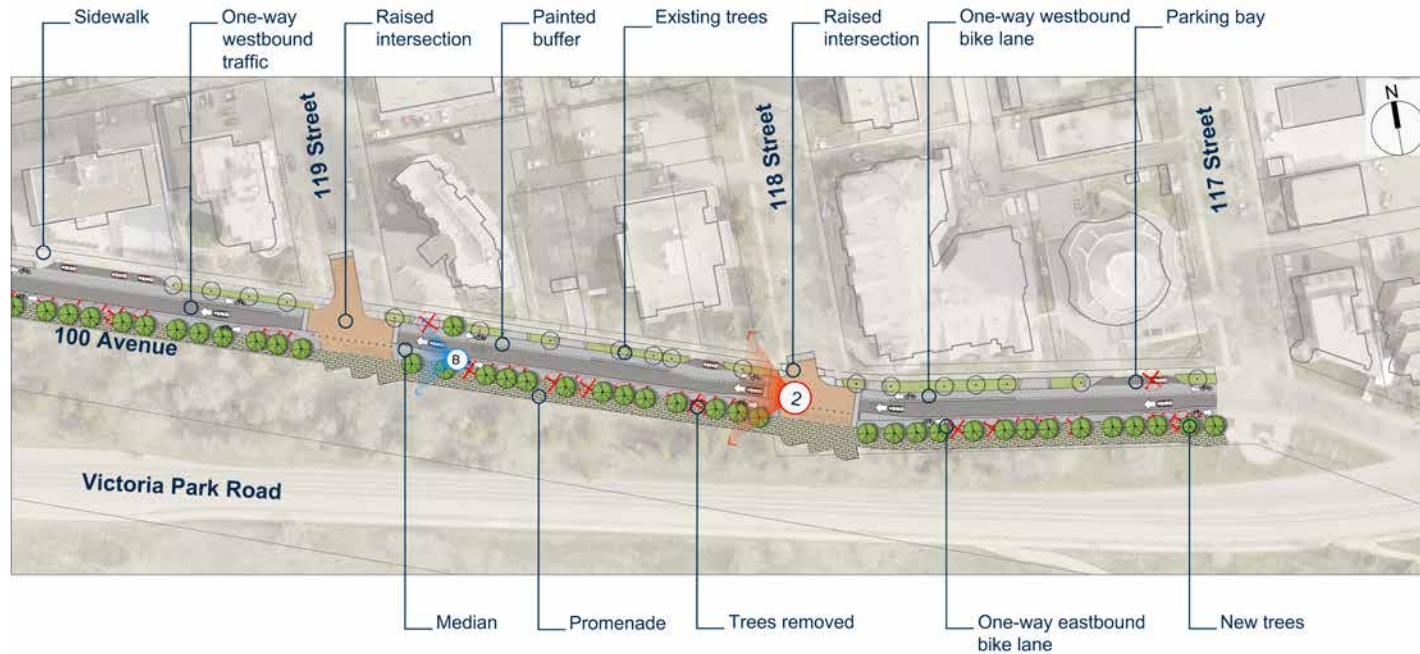 Sidewalk
One-way
westbound
traffic
Raised
intersection
Painted
buffer
Existing trees
Raised
intersection
One-way westbound
bike lane
Parking bay
119 Street
118 Street
117 Street
N
100 Avenue
B
2
Victoria Park Road
Median
Promenade
Trees removed
One-way eastbound
bike lane
New trees